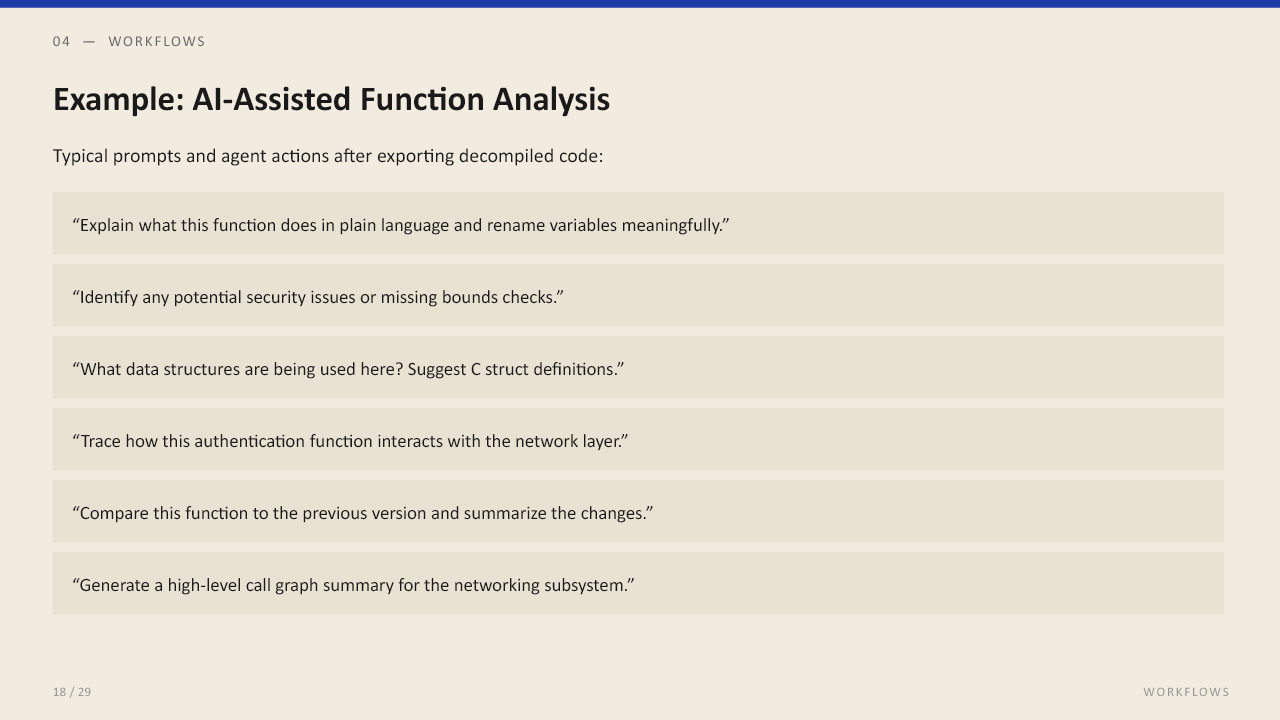 04 — WORKFLOWS
Example: AI-Assisted Function Analysis
Typical prompts and agent actions after exporting decompiled code:
“Explain what this function does in plain language and rename variables meaningfully.”
“Identify any potential security issues or missing bounds checks.”
“What data structures are being used here? Suggest C struct definitions.”
“Trace how this authentication function interacts with the network layer.”
“Compare this function to the previous version and summarize the changes.”
“Generate a high-level call graph summary for the networking subsystem.”
18 / 29
WORKFLOWS